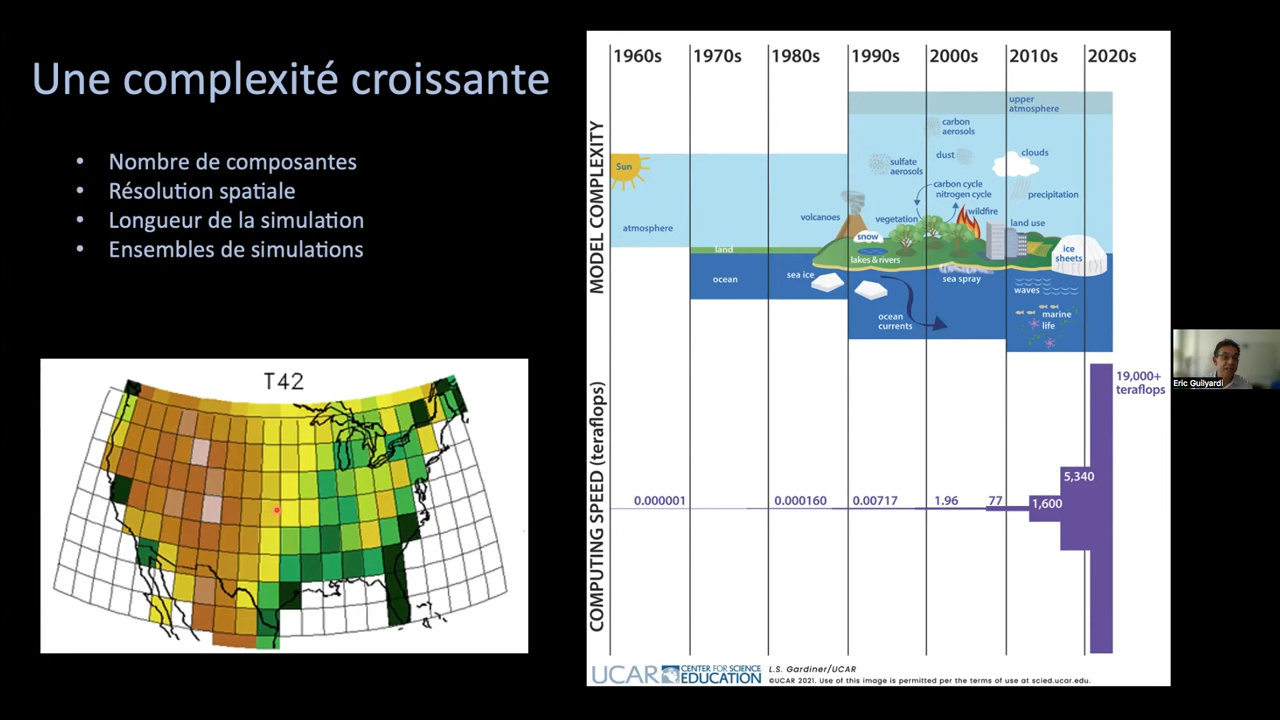 Une complexité croissante
• Nombre de composantes
• Résolution spatiale
• Longueur de la simulation
• Ensembles de simulations
T42
1960s 1970s 1980s 1990s 2000s 2010s 2020s
MODEL COMPLEXITY
upper
atmosphere
carbon
aerosols
Sun
sulfate
aerosols
dust
clouds
carbon cycle
nitrogen cycle
precipitation
volcanoes
vegetation
wildfire
atmosphere
land use
snow
land
lakes & rivers
ice
sheets
ocean
sea ice
sea spray
waves
ocean
currents
marine
life
COMPUTING SPEED (teraflops)
0.000001
0.000160
0.00717
1.96
77
1,600
5,340
19,000+
teraflops
UCAR CENTER FOR SCIENCE
EDUCATION
L.S. Gardiner/UCAR
©UCAR 2021. Use of this image is permitted per the terms of use at scied.ucar.edu.
Eric Guilyardi